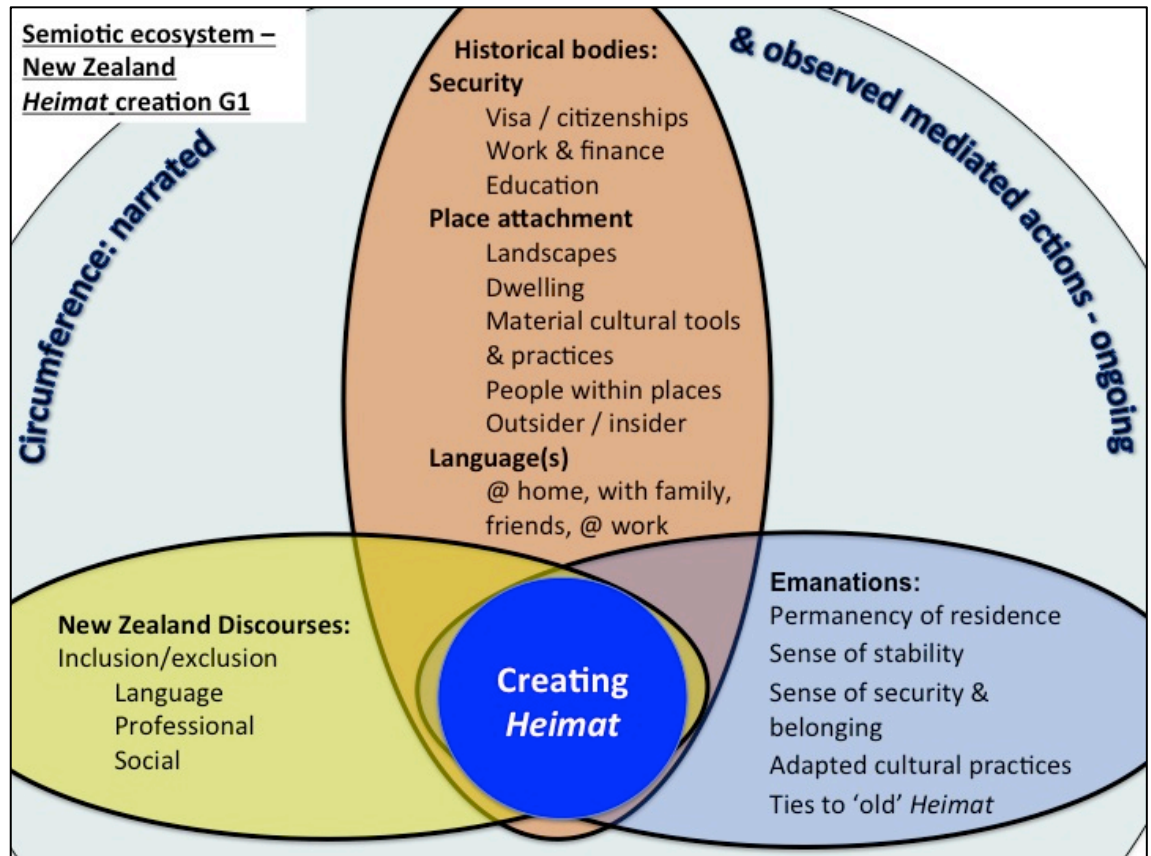 Semiotic ecosystem –
New Zealand
Heimat creation G1
Circumference: narrated
& observed mediated actions - ongoing
Historical bodies:
Security
Visa / citizenships
Work & finance
Education
Place attachment
Landscapes
Dwelling
Material cultural tools
& practices
People within places
Outsider / insider
Language(s)
@ home, with family,
friends, @ work
New Zealand Discourses:
Inclusion/exclusion
Language
Professional
Social
Creating
Heimat
Emanations:
Permanency of residence
Sense of stability
Sense of security &
belonging
Adapted cultural practices
Ties to ‘old’ Heimat